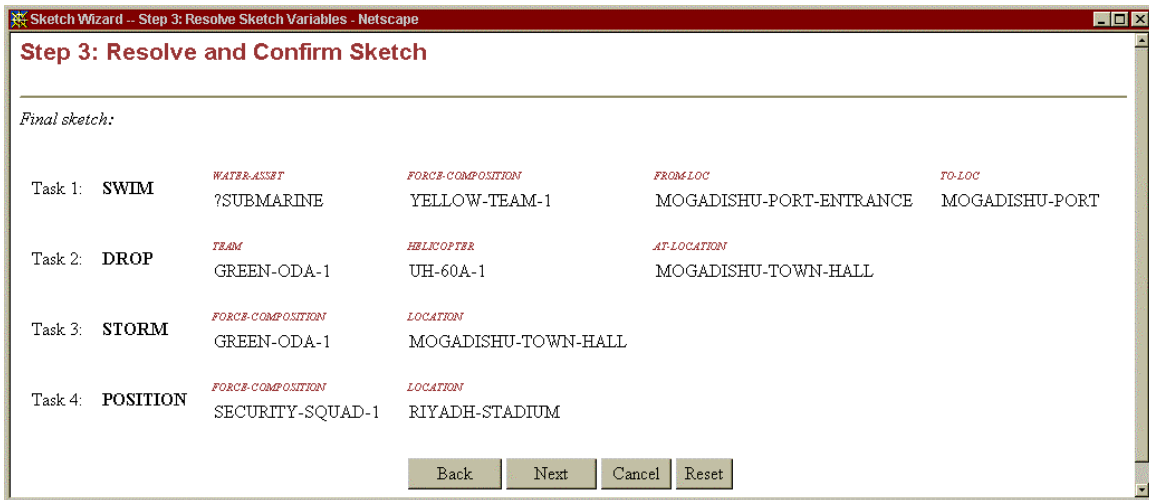 Sketch Wizard -- Step 3: Resolve Sketch Variables - Netscape
Step 3: Resolve and Confirm Sketch
Final sketch:
WATER-ASSET FORCE-COMPOSITION FROM-LOC TO-LOC
Task 1: SWIM ?SUBMARINE YELLOW-TEAM-1 MOGADISHU-PORT-ENTRANCE MOGADISHU-PORT
TEAM HELICOPTER AT-LOCATION
Task 2: DROP GREEN-ODA-1 UH-60A-1 MOGADISHU-TOWN-HALL
FORCE-COMPOSITION LOCATION
Task 3: STORM GREEN-ODA-1 MOGADISHU-TOWN-HALL
FORCE-COMPOSITION LOCATION
Task 4: POSITION SECURITY-SQUAD-1 RIYADH-STADIUM
Back Next Cancel Reset